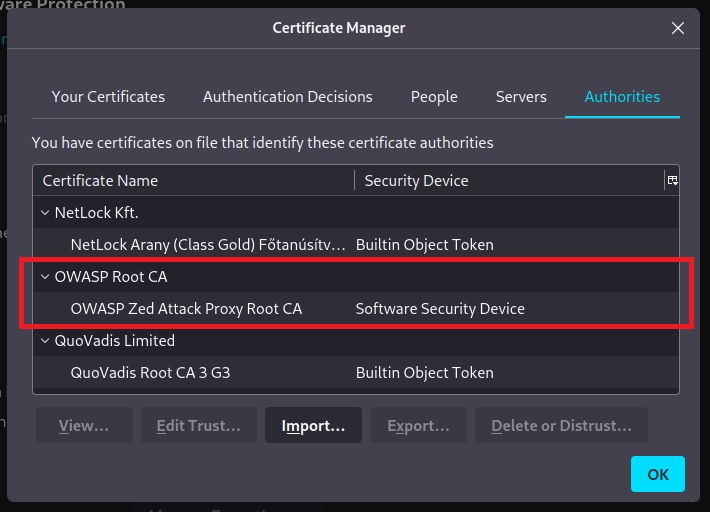 ware Protection
Certificate Manager
Your Certificates Authentication Decisions People Servers Authorities
You have certificates on file that identify these certificate authorities
Certificate Name Security Device
NetLock Kft.
NetLock Arany (Class Gold) Főtanúsítv… Builtin Object Token
OWASP Root CA
OWASP Zed Attack Proxy Root CA Software Security Device
QuoVadis Limited
QuoVadis Root CA 3 G3 Builtin Object Token
View… Edit Trust… Import… Export… Delete or Distrust…
OK